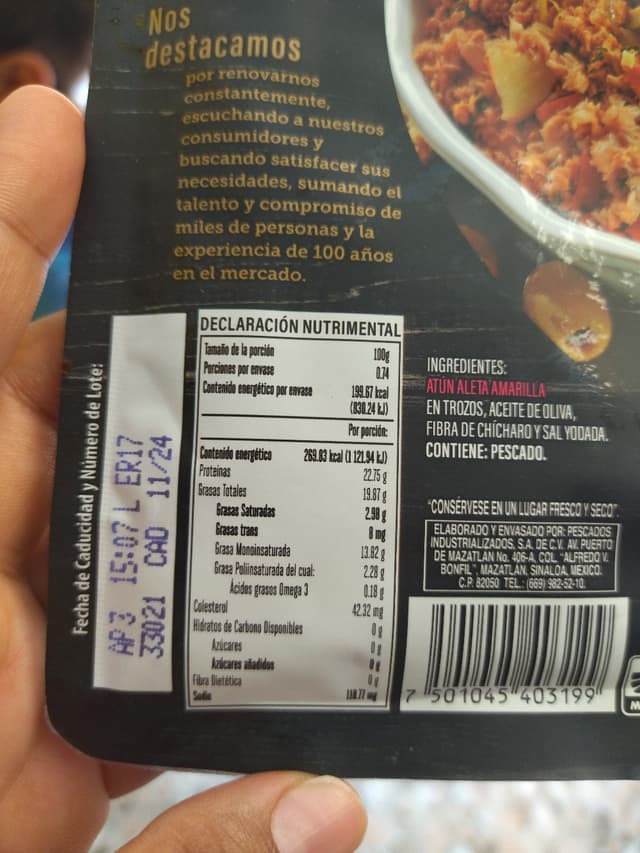 Nos
destacamos
por renovarnos
constantemente,
escuchando a nuestros
consumidores y
buscando satisfacer sus
necesidades, sumando el
talento y compromiso de
miles de personas y la
experiencia de 100 años
en el mercado.
Fecha de Caducidad y Número de Lote:
AP3 15:07 L ER17
33021 CAD 11/24
DECLARACIÓN NUTRIMENTAL
Tamaño de la porción 100g
Porciones por envase 0.74
Contenido energético por envase 199.67 kcal
(830.24 kJ)
Por porción:
Contenido energético 269.83 kcal (1 121.94 kJ)
Proteínas 22.75 g
Grasas Totales 19.87 g
Grasas Saturadas 2.98 g
Grasas trans 0 mg
Grasa Monoinsaturada 13.82 g
Grasa Poliinsaturada del cual: 2.28 g
Ácidos grasos Omega 3 0.18 g
Colesterol 42.32 mg
Hidratos de Carbono Disponibles 0 g
Azúcares 0 g
Azúcares añadidos 0 g
Fibra Dietética 0 g
Sodio 118.77 mg
INGREDIENTES:
ATÚN ALETA AMARILLA
EN TROZOS, ACEITE DE OLIVA,
FIBRA DE CHÍCHARO Y SAL YODADA.
CONTIENE: PESCADO.
"CONSÉRVESE EN UN LUGAR FRESCO Y SECO".
ELABORADO Y ENVASADO POR: PESCADOS
INDUSTRIALIZADOS, S.A. DE C.V. AV. PUERTO
DE MAZATLAN No. 406-A, COL. "ALFREDO V.
BONFIL", MAZATLAN, SINALOA, MEXICO.
C.P. 82050 TEL.: (669) 982-52-10.
7 501045 403199